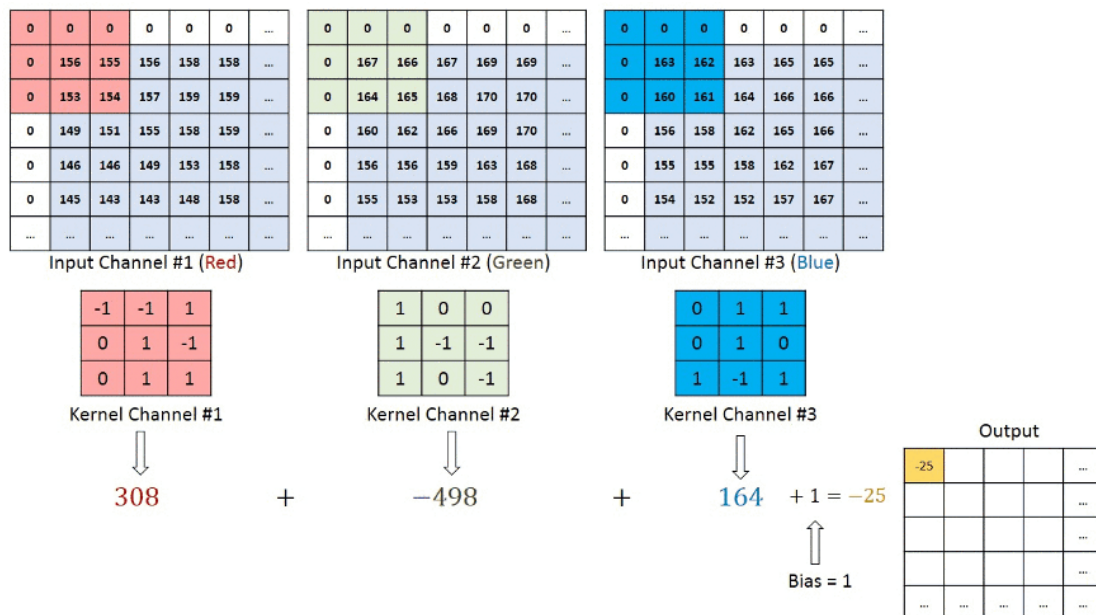 0 0 0 0 0 0 ...
0 156 155 156 158 158 ...
0 153 154 157 159 159 ...
0 149 151 155 158 159 ...
0 146 146 149 153 158 ...
0 145 143 143 148 158 ...
... ... ... ... ... ... ...
Input Channel #1 (Red)
0 0 0 0 0 0 ...
0 167 166 167 169 169 ...
0 164 165 168 170 170 ...
0 160 162 166 169 170 ...
0 156 156 159 163 168 ...
0 155 153 153 158 168 ...
... ... ... ... ... ... ...
Input Channel #2 (Green)
0 0 0 0 0 0 ...
0 163 162 163 165 165 ...
0 160 161 164 166 166 ...
0 156 158 162 165 166 ...
0 155 155 158 162 167 ...
0 154 152 152 157 167 ...
... ... ... ... ... ... ...
Input Channel #3 (Blue)
-1 -1 1
0 1 -1
0 1 1
Kernel Channel #1
1 0 0
1 -1 -1
1 0 -1
Kernel Channel #2
0 1 1
0 1 0
1 -1 1
Kernel Channel #3
308 + −498 + 164 + 1 = −25
Bias = 1
Output
-25 ...
...
...
...
... ... ... ... ...